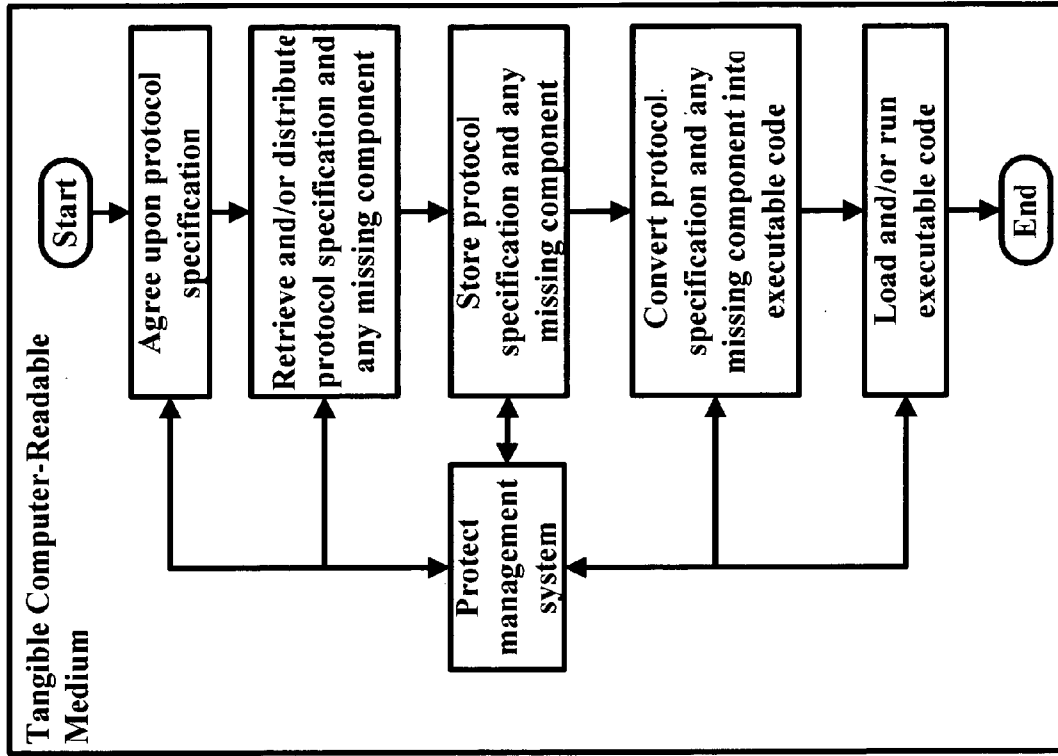 Tangible Computer-Readable
Medium
Start
Agree upon protocol
specification
Retrieve and/or distribute
protocol specification and
any missing component
Store protocol
specification and any
missing component
Protect
management
system
Convert protocol
specification and any
missing component into
executable code
Load and/or run
executable code
End